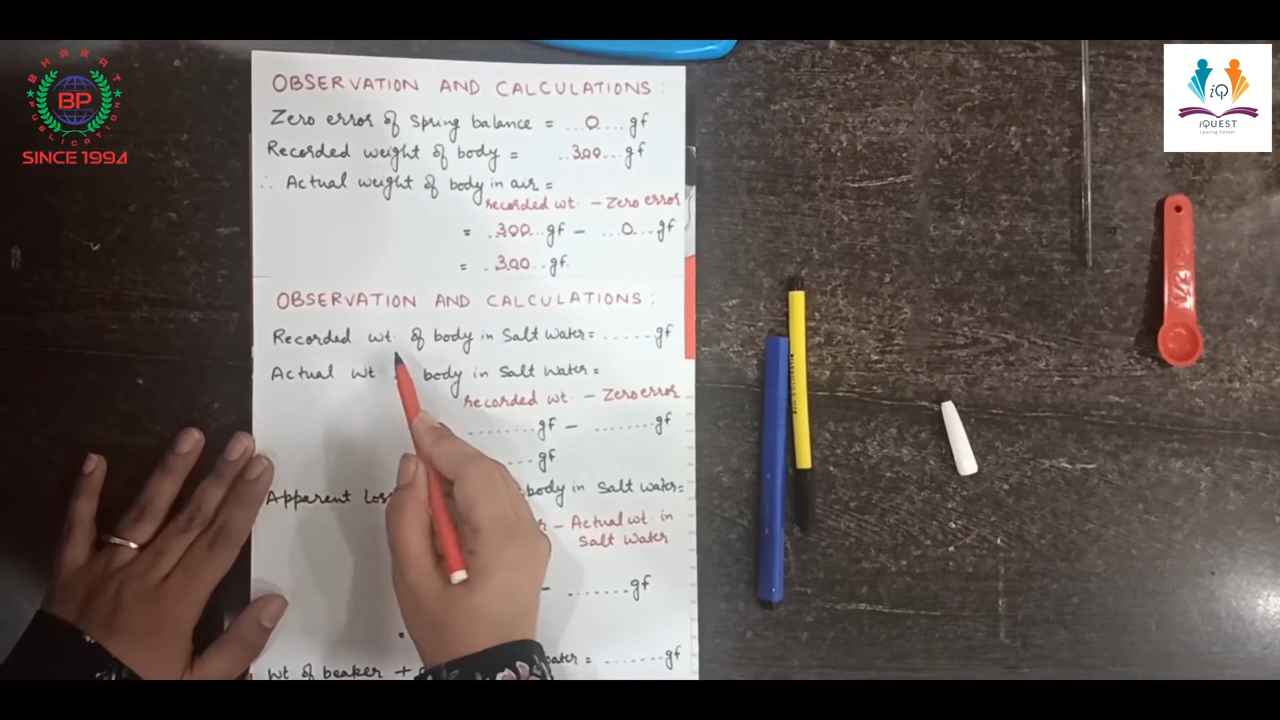 BHARAT
BP
PUBLICATION
SINCE 1994
iQ
iQUEST
OBSERVATION AND CALCULATIONS :
Zero error of Spring balance = ...0.... gf
Recorded weight of body = ..300... gf
∴ Actual weight of body in air =
recorded wt. – Zero error
= .300... gf – ...0... gf
= .300.. gf.
OBSERVATION AND CALCULATIONS :
Recorded wt. of body in Salt Water = ...... gf
Actual Wt body in Salt Water =
recorded wt. – Zero error
........ gf – ....... gf
... gf
Apparent Loss body in Salt Water =
– Actual wt. in
Salt Water
– ....... gf
=
Wt of beaker + = ....... gf
1/2